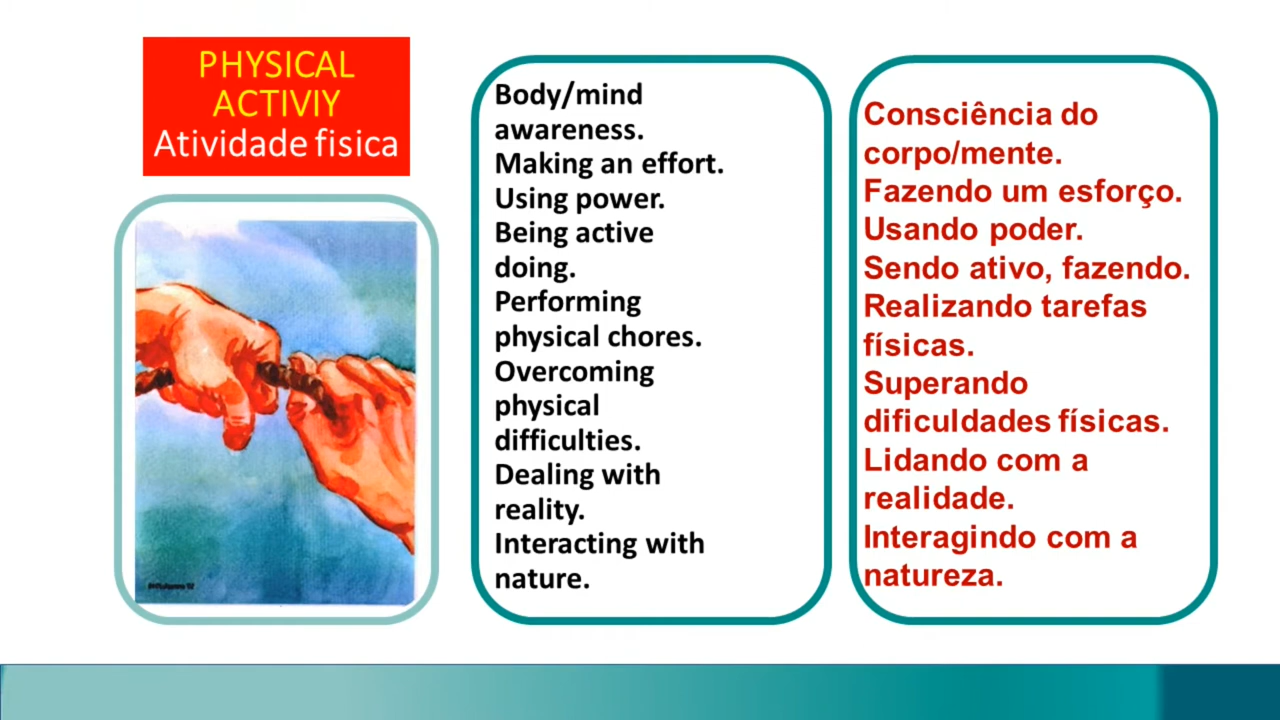 PHYSICAL
ACTIVIY
Atividade fisica
Body/mind
awareness.
Making an effort.
Using power.
Being active
doing.
Performing
physical chores.
Overcoming
physical
difficulties.
Dealing with
reality.
Interacting with
nature.
Consciência do
corpo/mente.
Fazendo um esforço.
Usando poder.
Sendo ativo, fazendo.
Realizando tarefas
físicas.
Superando
dificuldades físicas.
Lidando com a
realidade.
Interagindo com a
natureza.